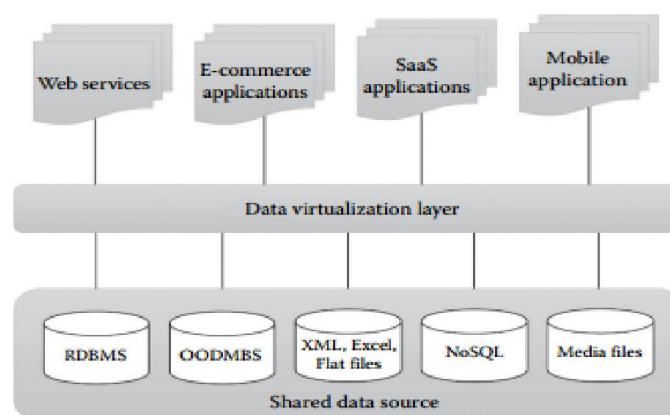 Web services
E-commerce
applications
SaaS
applications
Mobile
application
Data virtualization layer
RDBMS
OODMBS
XML, Excel,
Flat files
NoSQL
Media files
Shared data source